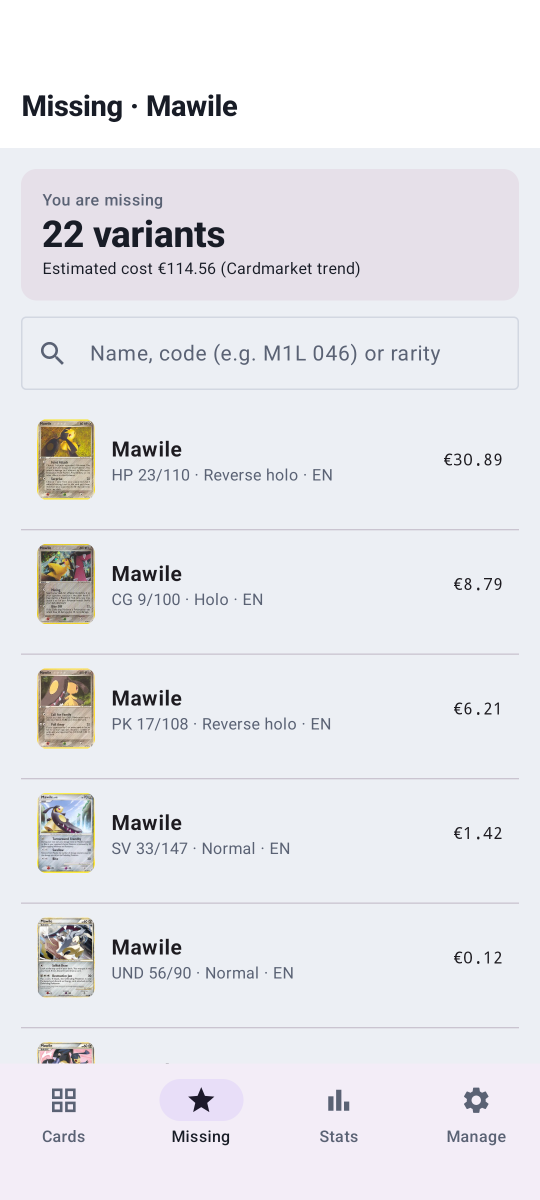 Missing · Mawile
You are missing
22 variants
Estimated cost €114.56 (Cardmarket trend)
Name, code (e.g. M1L 046) or rarity
Mawile
HP 23/110 · Reverse holo · EN
€30.89
Mawile
CG 9/100 · Holo · EN
€8.79
Mawile
PK 17/108 · Reverse holo · EN
€6.21
Mawile
SV 33/147 · Normal · EN
€1.42
Mawile
UND 56/90 · Normal · EN
€0.12
Cards
Missing
Stats
Manage